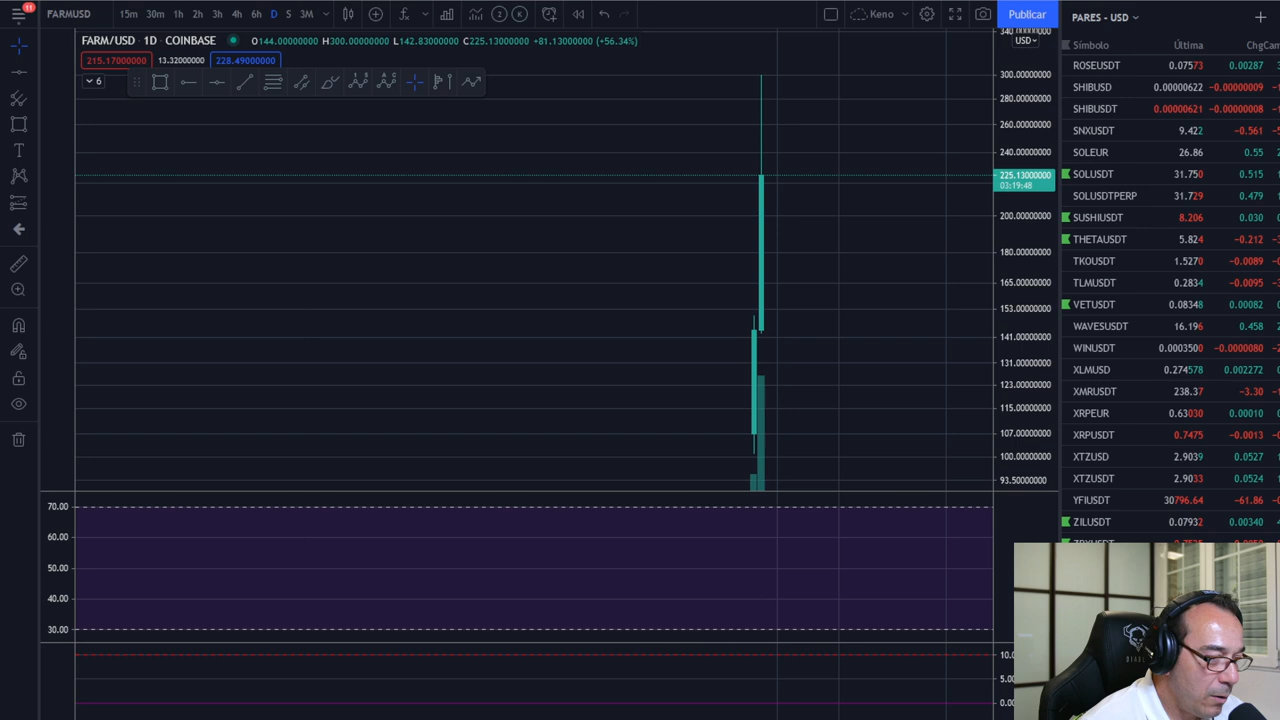 11
FARMUSD 15m 30m 1h 2h 3h 4h 6h D S 3M 2 K Keno Publicar
FARM/USD · 1D · COINBASE O144.00000000 H300.00000000 L142.83000000 C225.13000000 +81.13000000 (+56.34%)
215.17000000 13.32000000 228.49000000
6
340.00000000
USD
300.00000000
280.00000000
260.00000000
240.00000000
225.13000000
03:19:48
200.00000000
180.00000000
165.00000000
153.00000000
141.00000000
131.00000000
123.00000000
115.00000000
107.00000000
100.00000000
93.50000000
70.00
60.00
50.00
40.00
30.00
5.00
PARES - USD
Símbolo Última Chg
ROSEUSDT 0.07573 0.00287
SHIBUSD 0.00000622 −0.00000009
SHIBUSDT 0.00000621 −0.00000008
SNXUSDT 9.422 −0.561
SOLEUR 26.86 0.55
SOLUSDT 31.750 0.515
SOLUSDTPERP 31.729 0.479
SUSHIUSDT 8.206 0.030
THETAUSDT 5.824 −0.212
TKOUSDT 1.5270 −0.0089
TLMUSDT 0.2834 −0.0095
VETUSDT 0.08348 0.00082
WAVESUSDT 16.196 0.458
WINUSDT 0.0003500 −0.0000080
XLMUSD 0.274578 0.002272
XMRUSDT 238.37 −3.30
XRPEUR 0.63030 0.00010
XRPUSDT 0.7475 −0.0013
XTZUSD 2.9039 0.0527
XTZUSDT 2.9033 0.0524
YFIUSDT 30796.64 −61.86
ZILUSDT 0.07932 0.00340